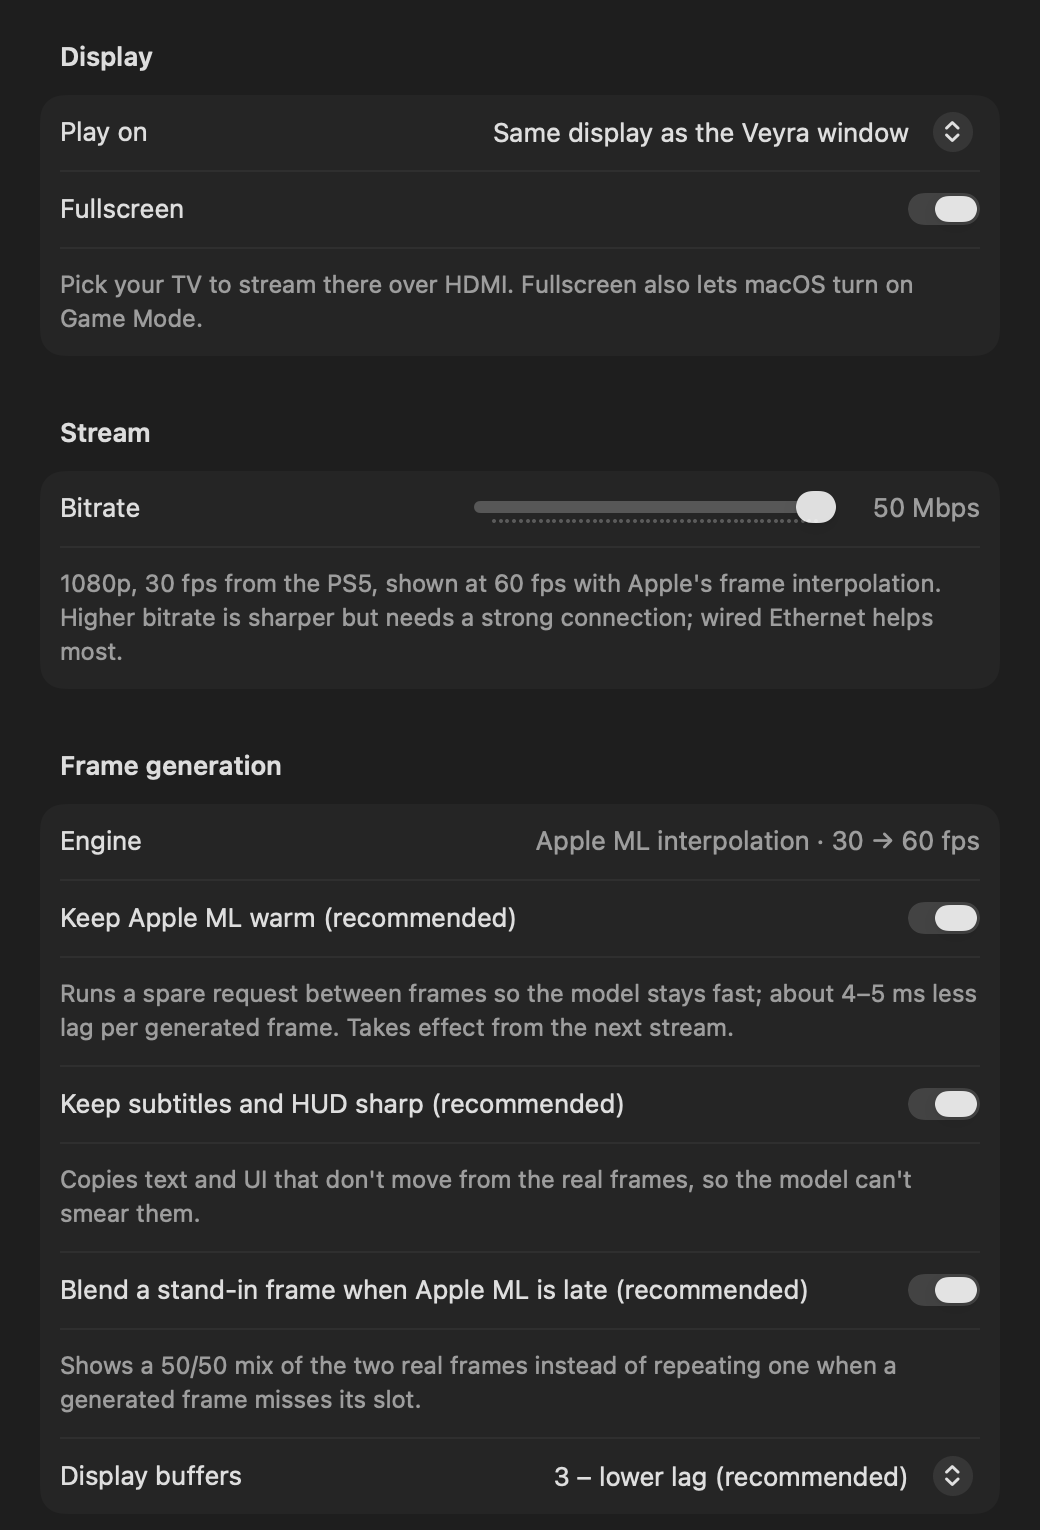 Display
Play on
Same display as the Veyra window
Fullscreen
Pick your TV to stream there over HDMI. Fullscreen also lets macOS turn on
Game Mode.
Stream
Bitrate
50 Mbps
1080p, 30 fps from the PS5, shown at 60 fps with Apple's frame interpolation.
Higher bitrate is sharper but needs a strong connection; wired Ethernet helps
most.
Frame generation
Engine
Apple ML interpolation · 30 → 60 fps
Keep Apple ML warm (recommended)
Runs a spare request between frames so the model stays fast; about 4–5 ms less
lag per generated frame. Takes effect from the next stream.
Keep subtitles and HUD sharp (recommended)
Copies text and UI that don't move from the real frames, so the model can't
smear them.
Blend a stand-in frame when Apple ML is late (recommended)
Shows a 50/50 mix of the two real frames instead of repeating one when a
generated frame misses its slot.
Display buffers
3 – lower lag (recommended)